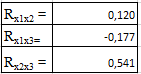 Rx1x2 = 0,120
Rx1x3= -0,177
Rx2x3 = 0,541